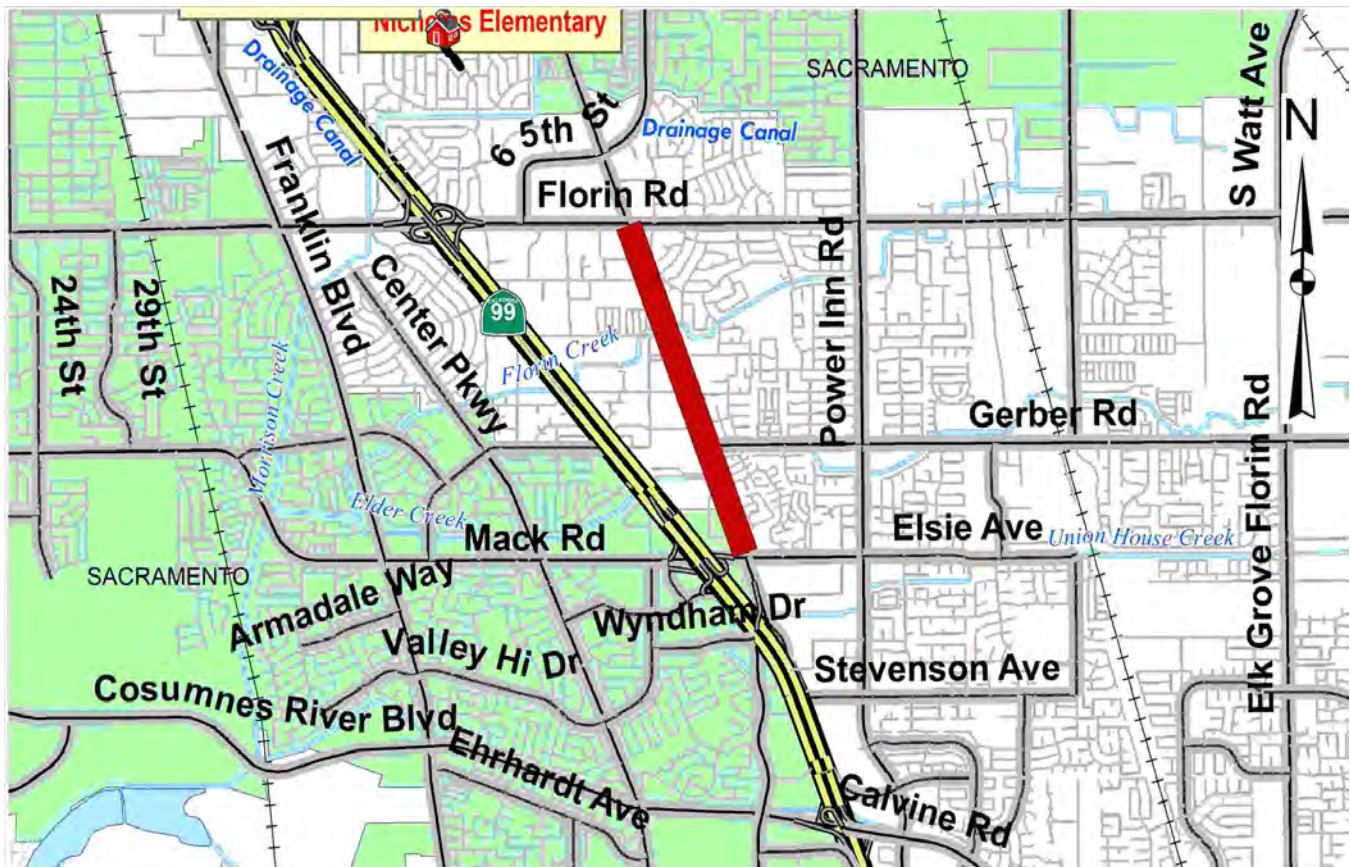 Nicholas Elementary
Drainage Canal
SACRAMENTO
S Watt Ave
N
6 5th St
Drainage Canal
Florin Rd
Franklin Blvd
Center Pkwy
24th St
29th St
CALIFORNIA
99
Power Inn Rd
Florin Creek
Morrison Creek
Gerber Rd
Elk Grove Florin Rd
Elder Creek
Mack Rd
Elsie Ave
Union House Creek
SACRAMENTO
Armadale Way
Wyndham Dr
Valley Hi Dr
Stevenson Ave
Cosumnes River Blvd
Ehrhardt Ave
Calvine Rd